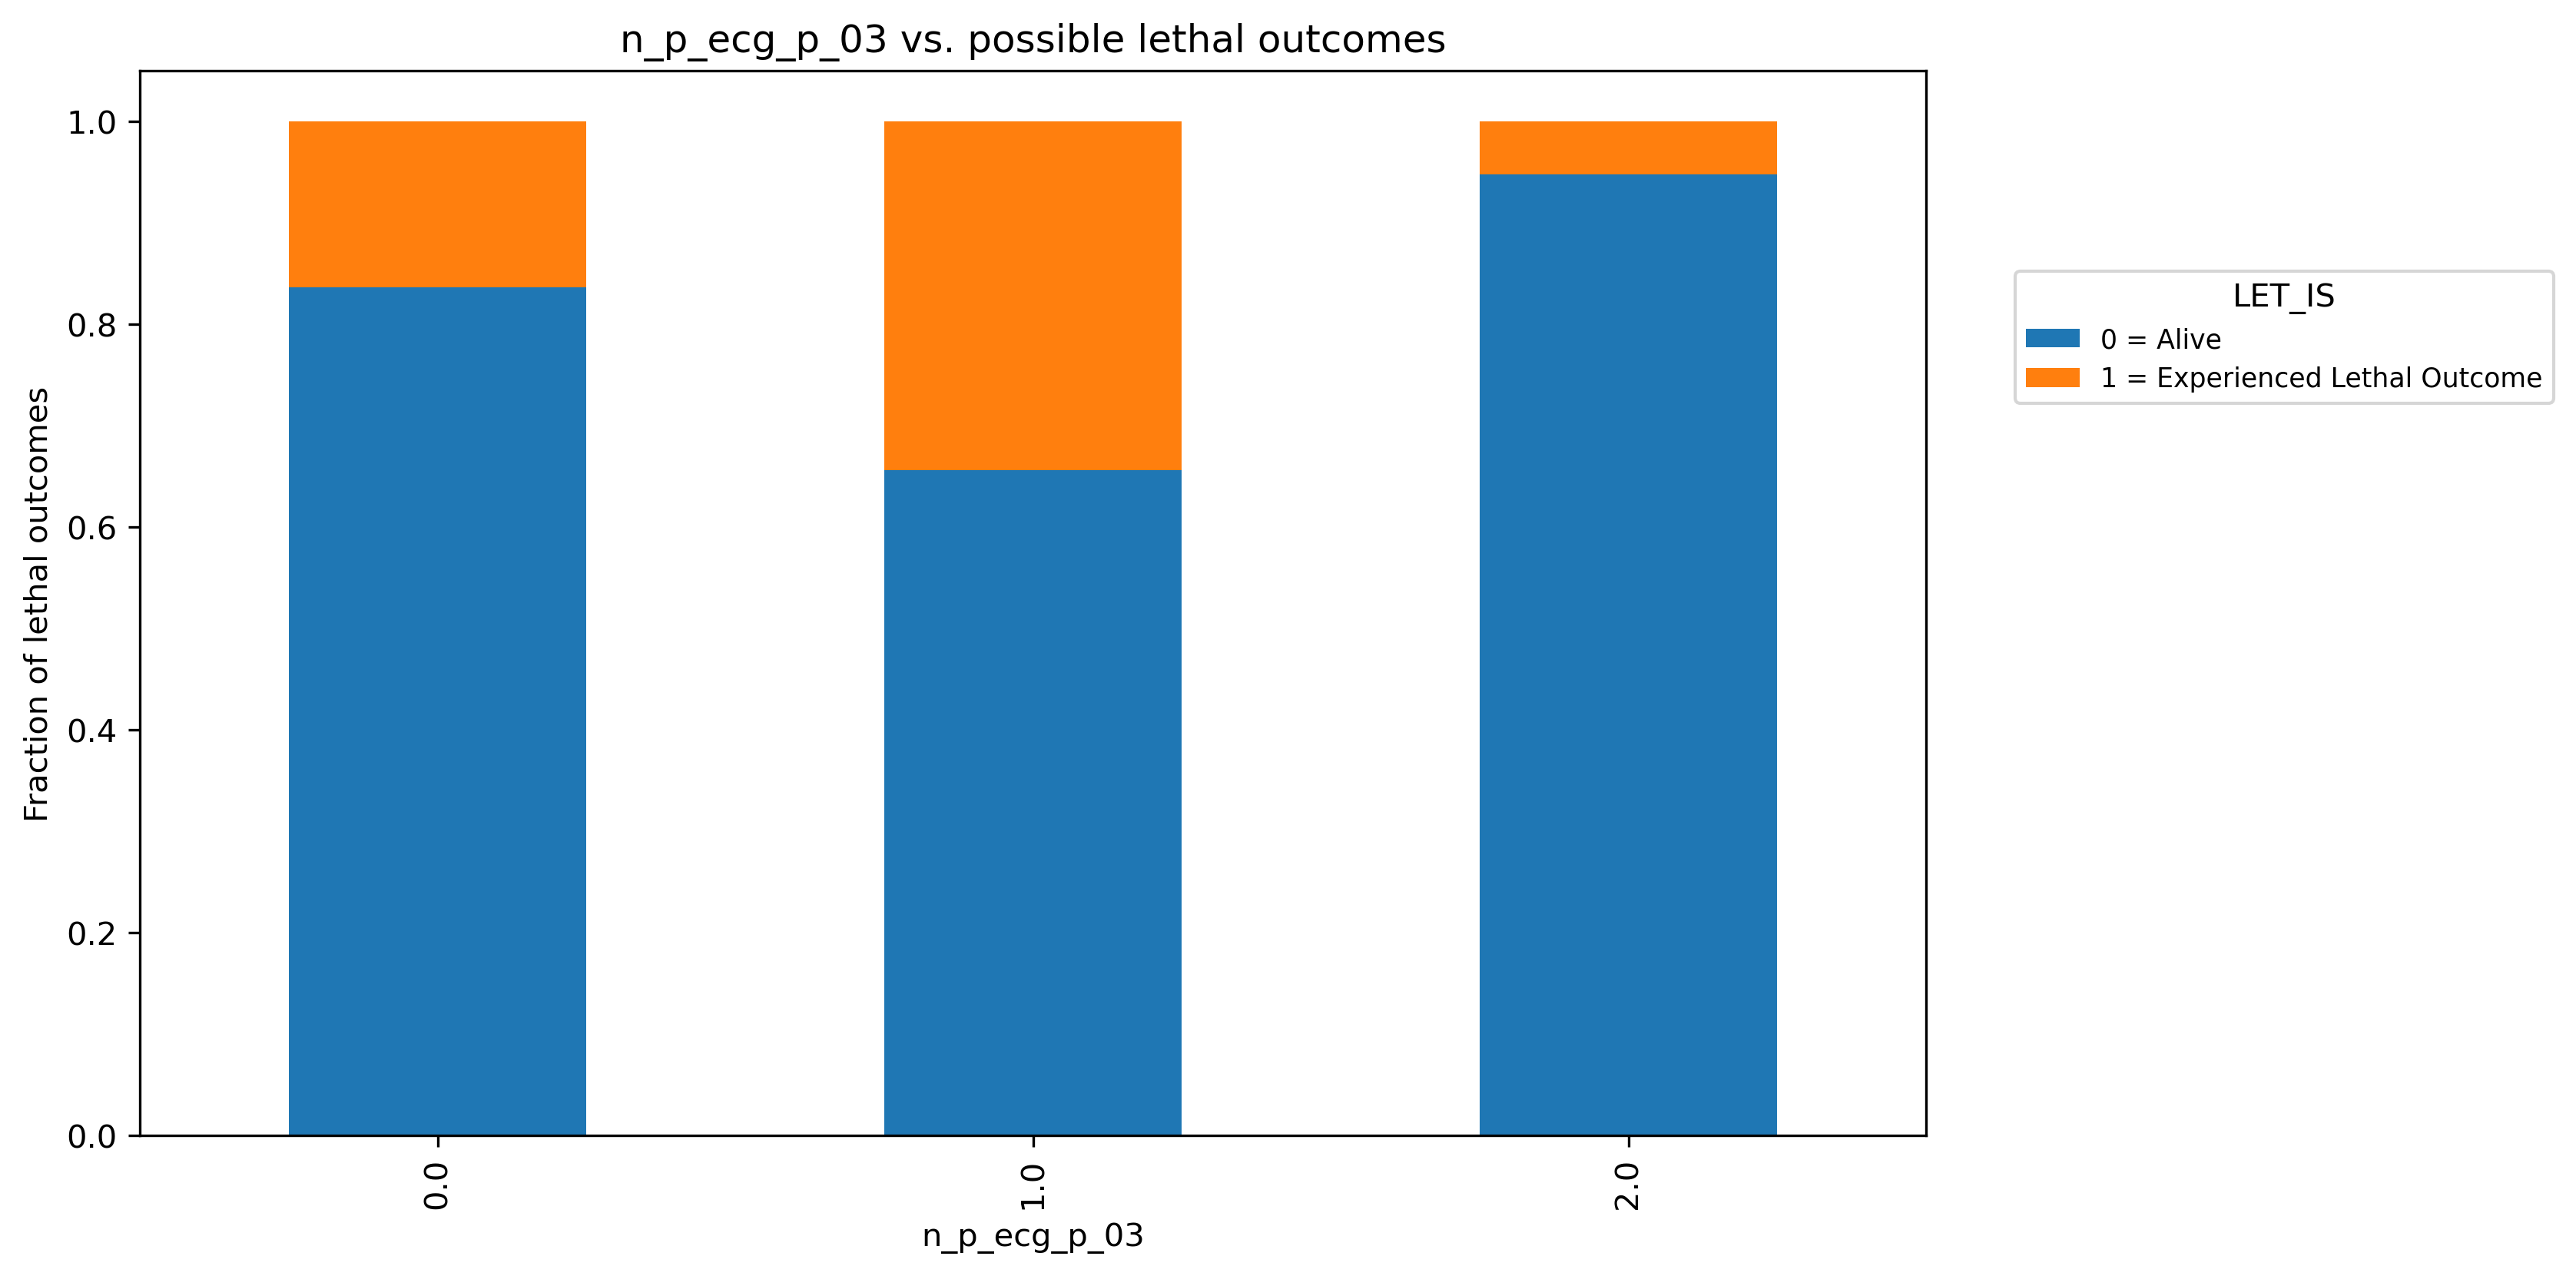 n_p_ecg_p_03 vs. possible lethal outcomes
Fraction of lethal outcomes
1.0
0.8
0.6
0.4
0.2
0.0
0.0
1.0
2.0
n_p_ecg_p_03
LET_IS
0 = Alive
1 = Experienced Lethal Outcome